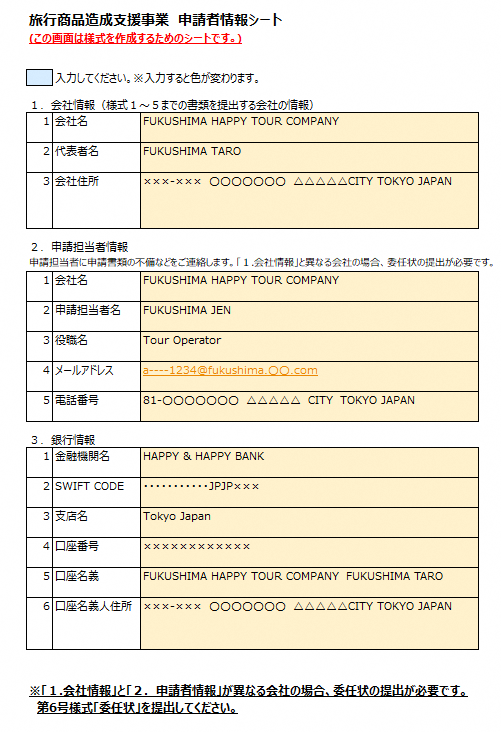 旅行商品造成支援事業　申請者情報シート
(この画面は様式を作成するためのシートです。)
入力してください。※入力すると色が変わります。
１．会社情報（様式１～５までの書類を提出する会社の情報）
1 会社名 FUKUSHIMA HAPPY TOUR COMPANY
2 代表者名 FUKUSHIMA TARO
3 会社住所 ×××-××× 〇〇〇〇〇〇〇 △△△△△CITY TOKYO JAPAN
２．申請担当者情報
申請担当者に申請書類の不備などをご連絡します。「１.会社情報」と異なる会社の場合、委任状の提出が必要です。
1 会社名 FUKUSHIMA HAPPY TOUR COMPANY
2 申請担当者名 FUKUSHIMA JEN
3 役職名 Tour Operator
4 メールアドレス a----1234@fukushima.〇〇.com
5 電話番号 81-〇〇〇〇〇〇〇 △△△△△ CITY TOKYO JAPAN
３．銀行情報
1 金融機関名 HAPPY & HAPPY BANK
2 SWIFT CODE ・・・・・・・・・・・JPJP×××
3 支店名 Tokyo Japan
4 口座番号 ××××××××××××
5 口座名義 FUKUSHIMA HAPPY TOUR COMPANY FUKUSHIMA TARO
6 口座名義人住所 ×××-××× 〇〇〇〇〇〇〇 △△△△△CITY TOKYO JAPAN
※「１.会社情報」と「２．申請者情報」が異なる会社の場合、委任状の提出が必要です。
第6号様式「委任状」を提出してください。